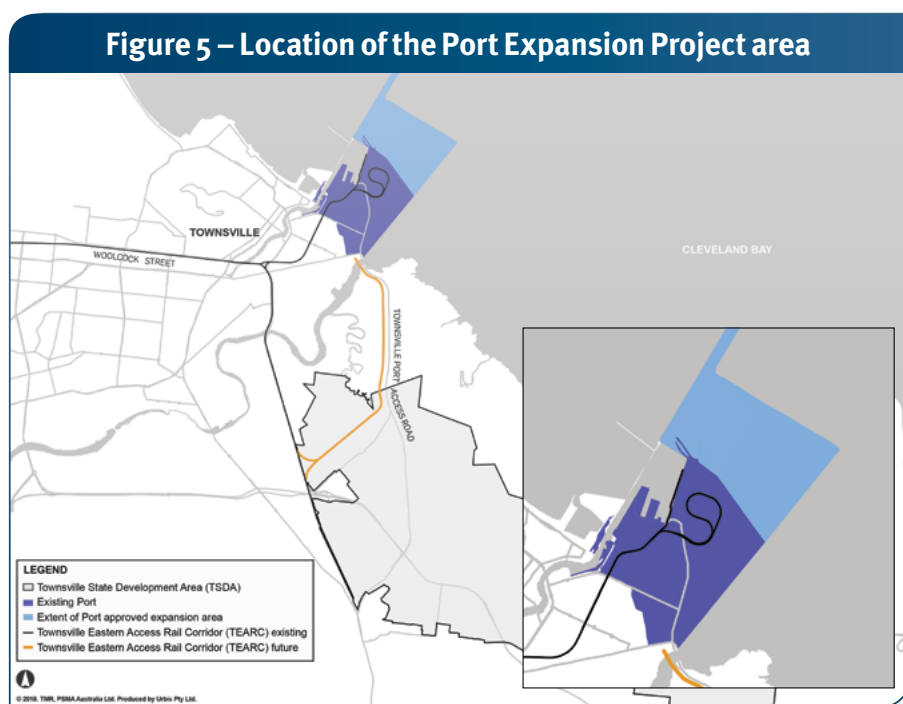 Figure 5 – Location of the Port Expansion Project area
TOWNSVILLE
WOOLCOCK STREET
CLEVELAND BAY
TOWNSVILLE PORT ACCESS ROAD
LEGEND
Townsville State Development Area (TSDA)
Existing Port
Extent of Port approved expansion area
Townsville Eastern Access Rail Corridor (TEARC) existing
Townsville Eastern Access Rail Corridor (TEARC) future
© 2018. TMR, PSMA Australia Ltd. Produced by Urbis Pty Ltd.